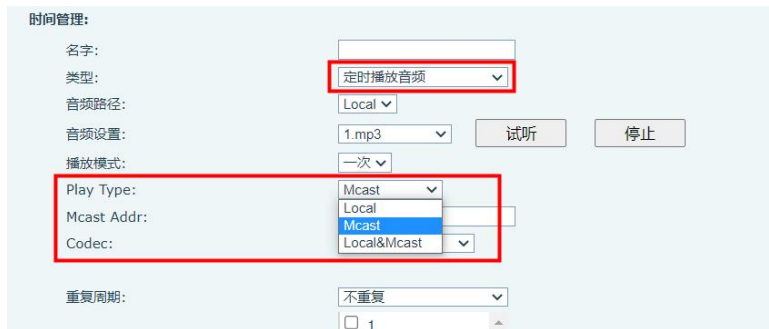 时间管理:
名字:
类型: 定时播放音频
音频路径: Local
音频设置: 1.mp3 试听 停止
播放模式: 一次
Play Type: Mcast
Local
Mcast Addr:
Mcast
Codec: Local&Mcast
重复周期: 不重复
1